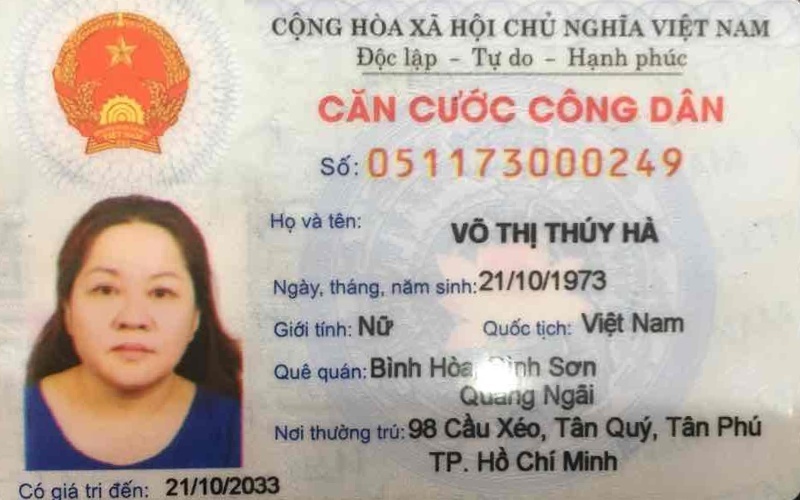 CỘNG HÒA XÃ HỘI CHỦ NGHĨA VIỆT NAM
Độc lập - Tự do - Hạnh phúc
CĂN CƯỚC CÔNG DÂN
Số: 051173000249
Họ và tên: VÕ THỊ THÚY HÀ
Ngày, tháng, năm sinh: 21/10/1973
Giới tính: Nữ Quốc tịch: Việt Nam
Quê quán: Bình Hòa, Bình Sơn
Quảng Ngãi
Nơi thường trú: 98 Cầu Xéo, Tân Quý, Tân Phú
TP. Hồ Chí Minh
Có giá trị đến: 21/10/2033